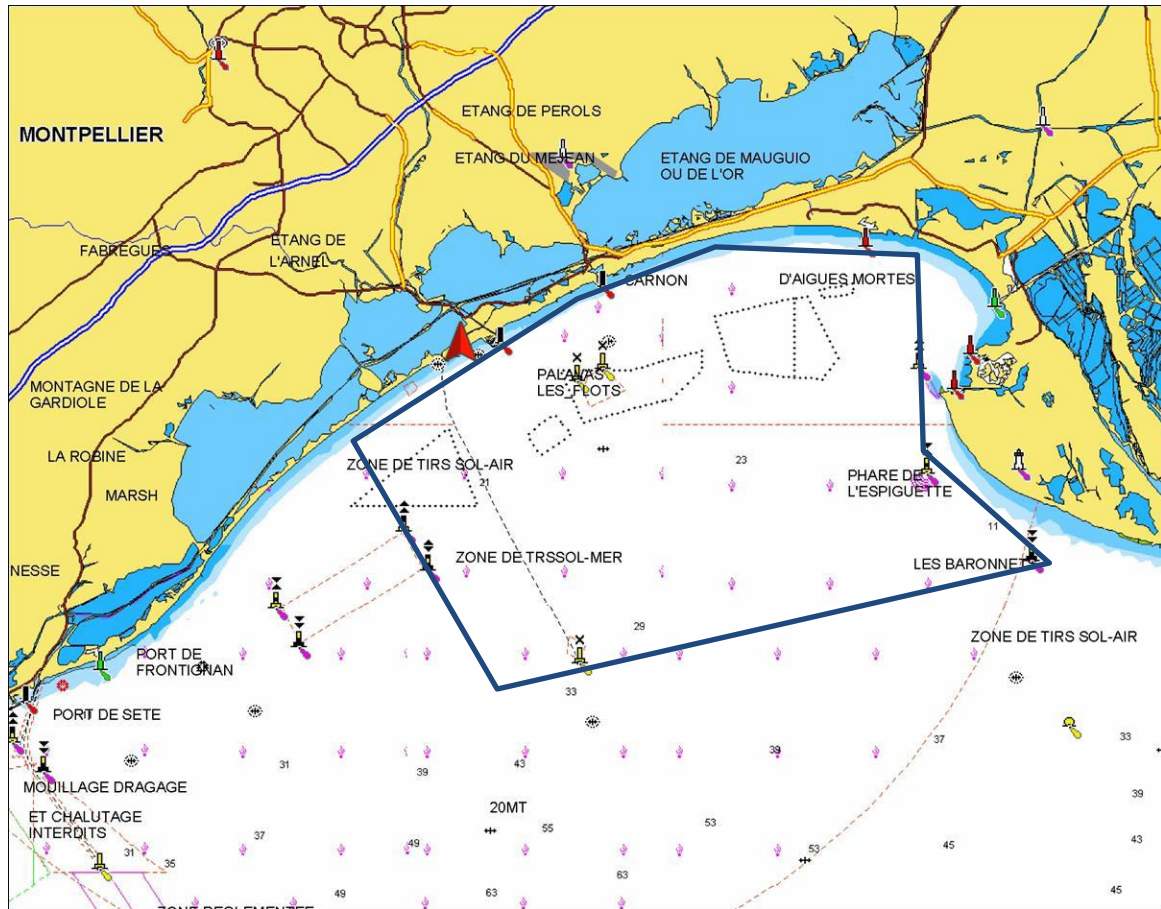 ETANG DE PEROLS
MONTPELLIER
ETANG DU MEJEAN
ETANG DE MAUGUIO
OU DE L'OR
FABREGUES
ETANG DE
L'ARNEL
CARNON
D'AIGUES MORTES
PALAVAS
LES FLOTS
MONTAGNE DE LA
GARDIOLE
LA ROBINE
ZONE DE TIRS SOL-AIR
21
23
PHARE DE
L'ESPIGUETTE
MARSH
11
NESSE
ZONE DE TRSSOL-MER
LES BARONNET
29
ZONE DE TIRS SOL-AIR
PORT DE
FRONTIGNAN
33
PORT DE SETE
37
33
31
39
43
39
MOUILLAGE DRAGAGE
39
20MT
ET CHALUTAGE
INTERDITS
53
55
37
49
43
45
31
35
53
63
45
49
63
ZONE REGLEMENTEE